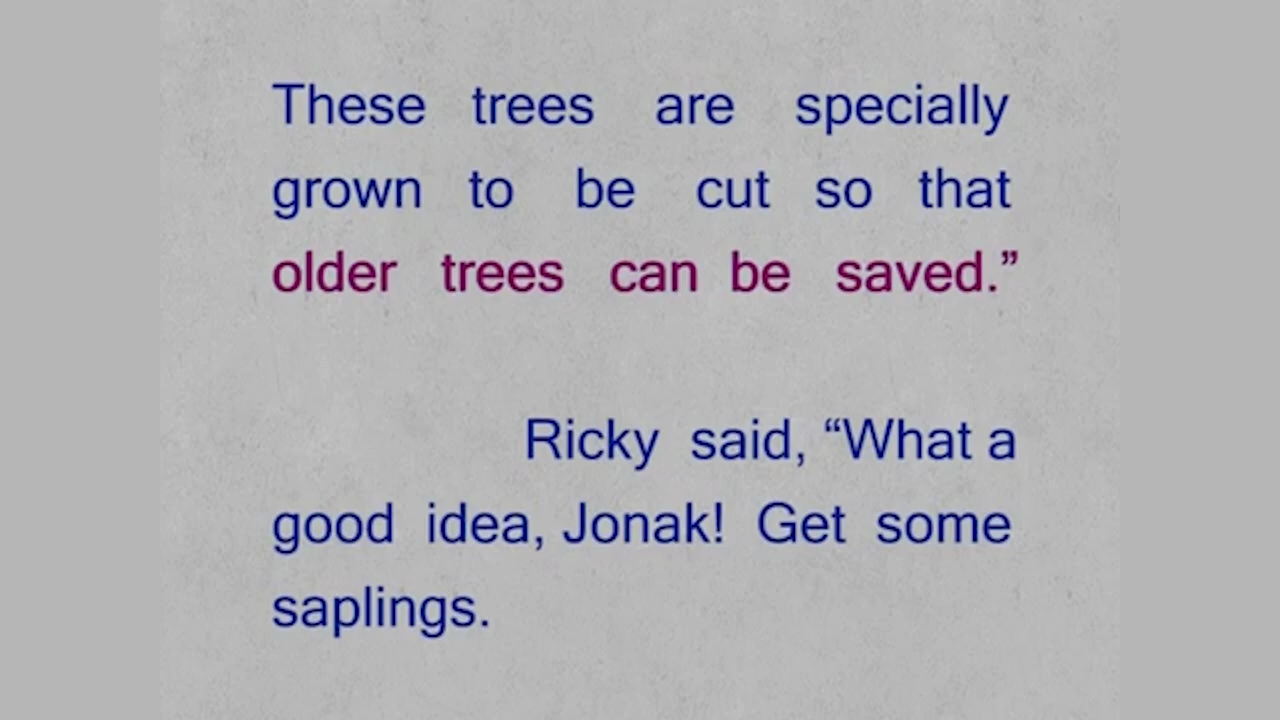 These trees are specially
grown to be cut so that
older trees can be saved.”
Ricky said, “What a
good idea, Jonak! Get some
saplings.